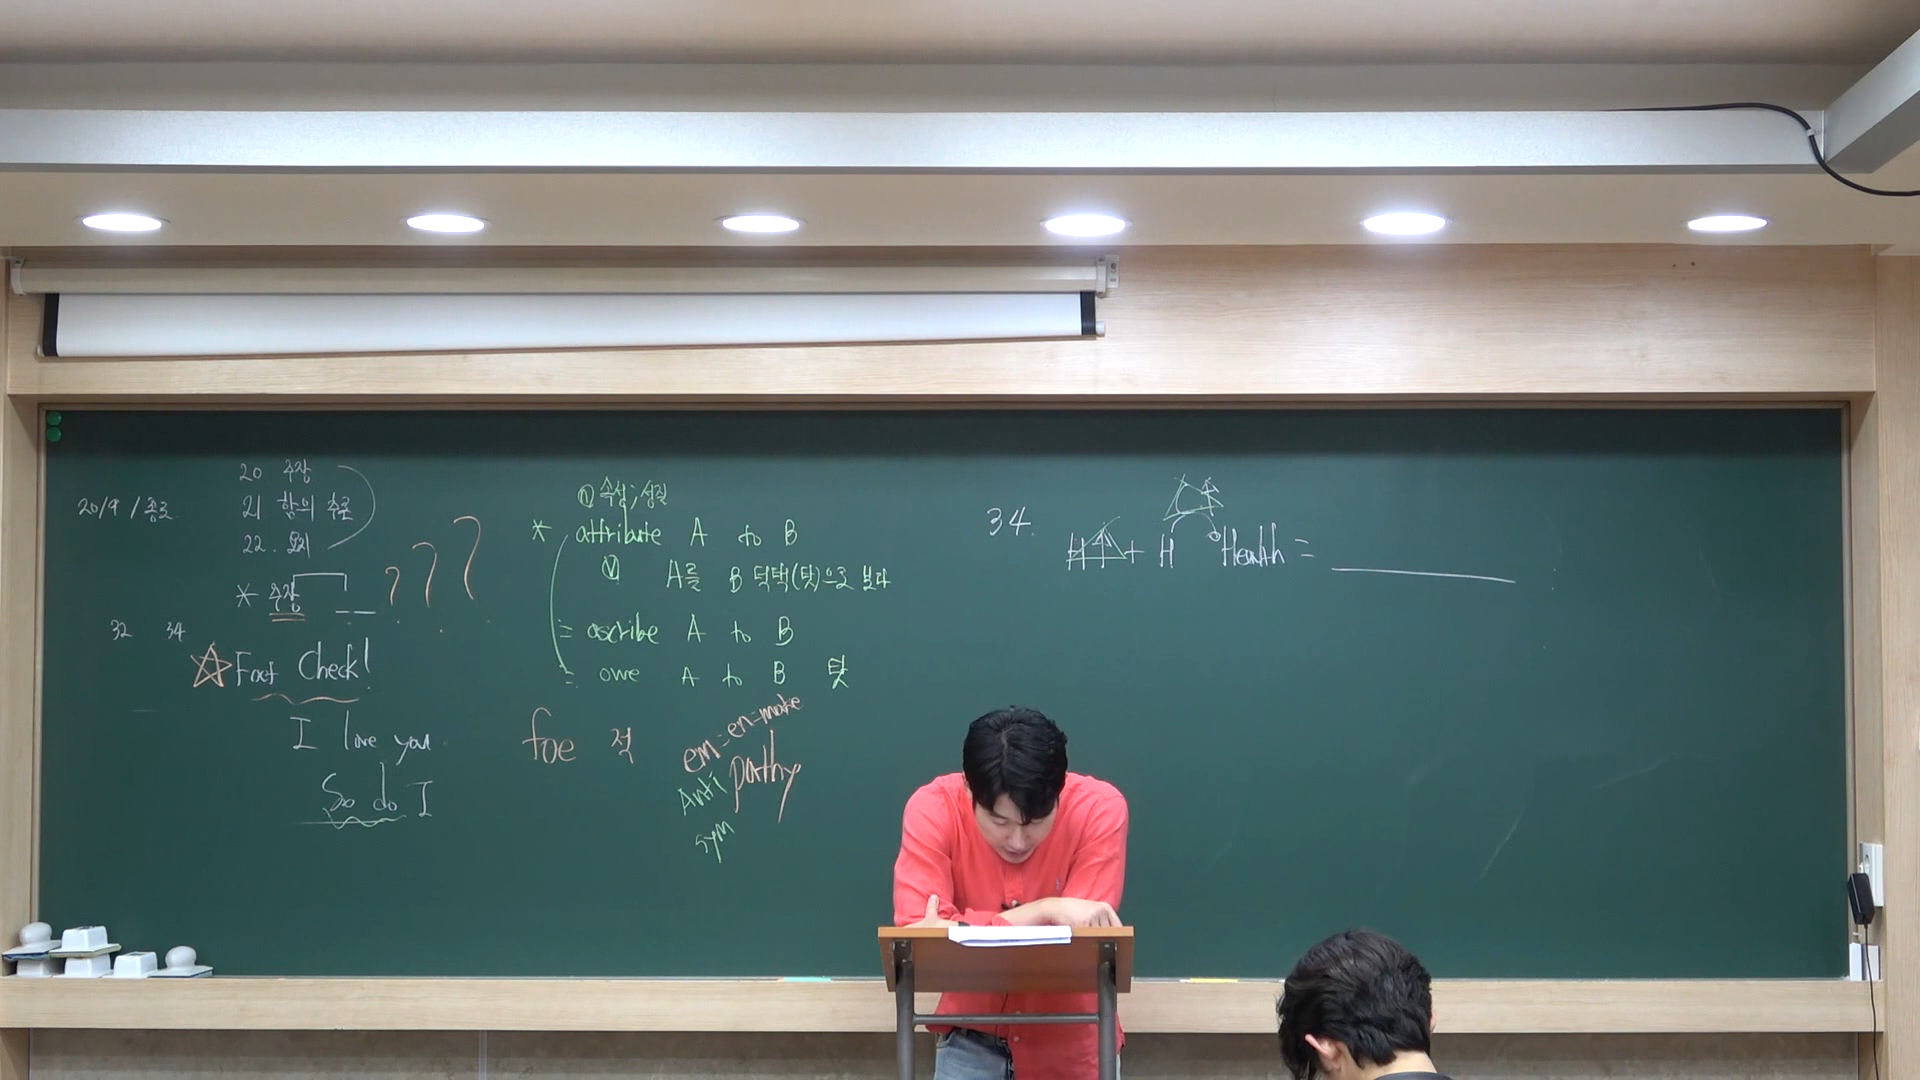 20 주장
20/9 / 종로
21 함의 추론
22. 요지
* 주장
???
32 34
☆ Fact Check!
I love you
So do I
ⓝ 속성; 성질
* attribute A to B
ⓥ A를 B 덕택(탓)으로 보다
= ascribe A to B
= owe A to B 탓
foe 적
em = en = make
Anti pathy
sym
34.
H + H Health =